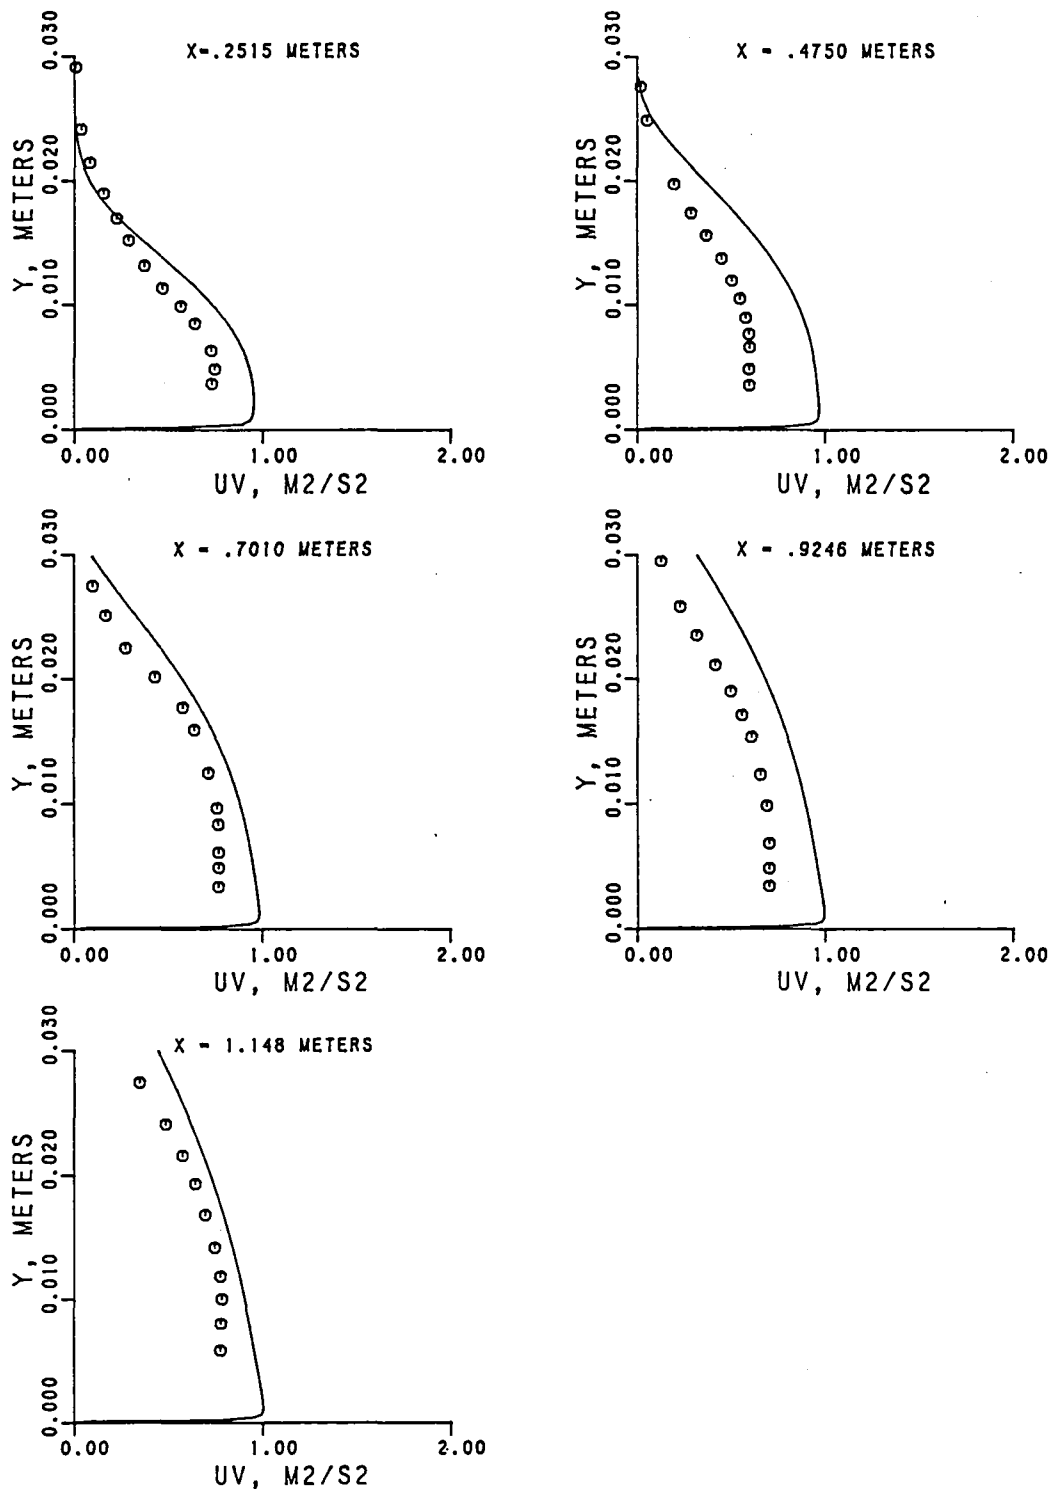 X=.2515 METERS
0.030
0.020
0.010
0.000
Y, METERS
0.00 1.00 2.00
UV, M2/S2
X = .4750 METERS
0.030
0.020
0.010
0.000
Y, METERS
0.00 1.00 2.00
UV, M2/S2
X = .7010 METERS
0.030
0.020
0.010
0.000
Y, METERS
0.00 1.00 2.00
UV, M2/S2
X = .9246 METERS
0.030
0.020
0.010
0.000
Y, METERS
0.00 1.00 2.00
UV, M2/S2
X = 1.148 METERS
0.030
0.020
0.010
0.000
Y, METERS
0.00 1.00 2.00
UV, M2/S2